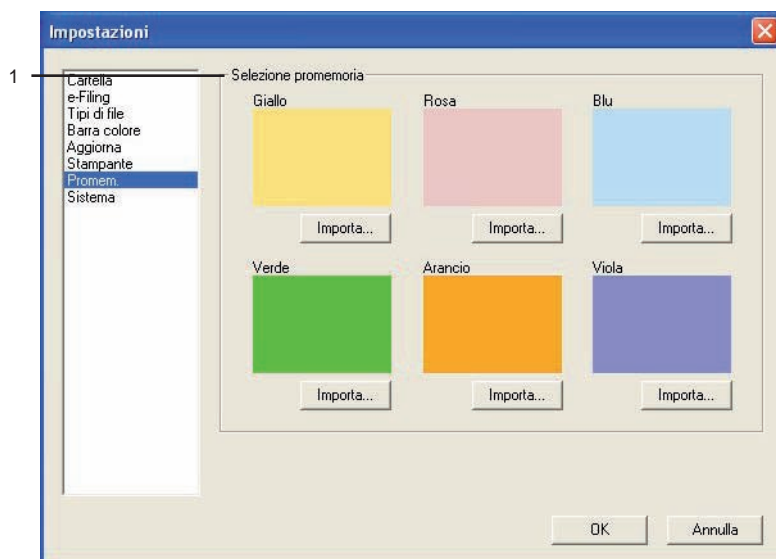 Impostazioni
1
Cartella
e-Filing
Tipi di file
Barra colore
Aggiorna
Stampante
Promem.
Sistema
Selezione promemoria
Giallo
Rosa
Blu
Importa...
Importa...
Importa...
Verde
Arancio
Viola
Importa...
Importa...
Importa...
OK
Annulla